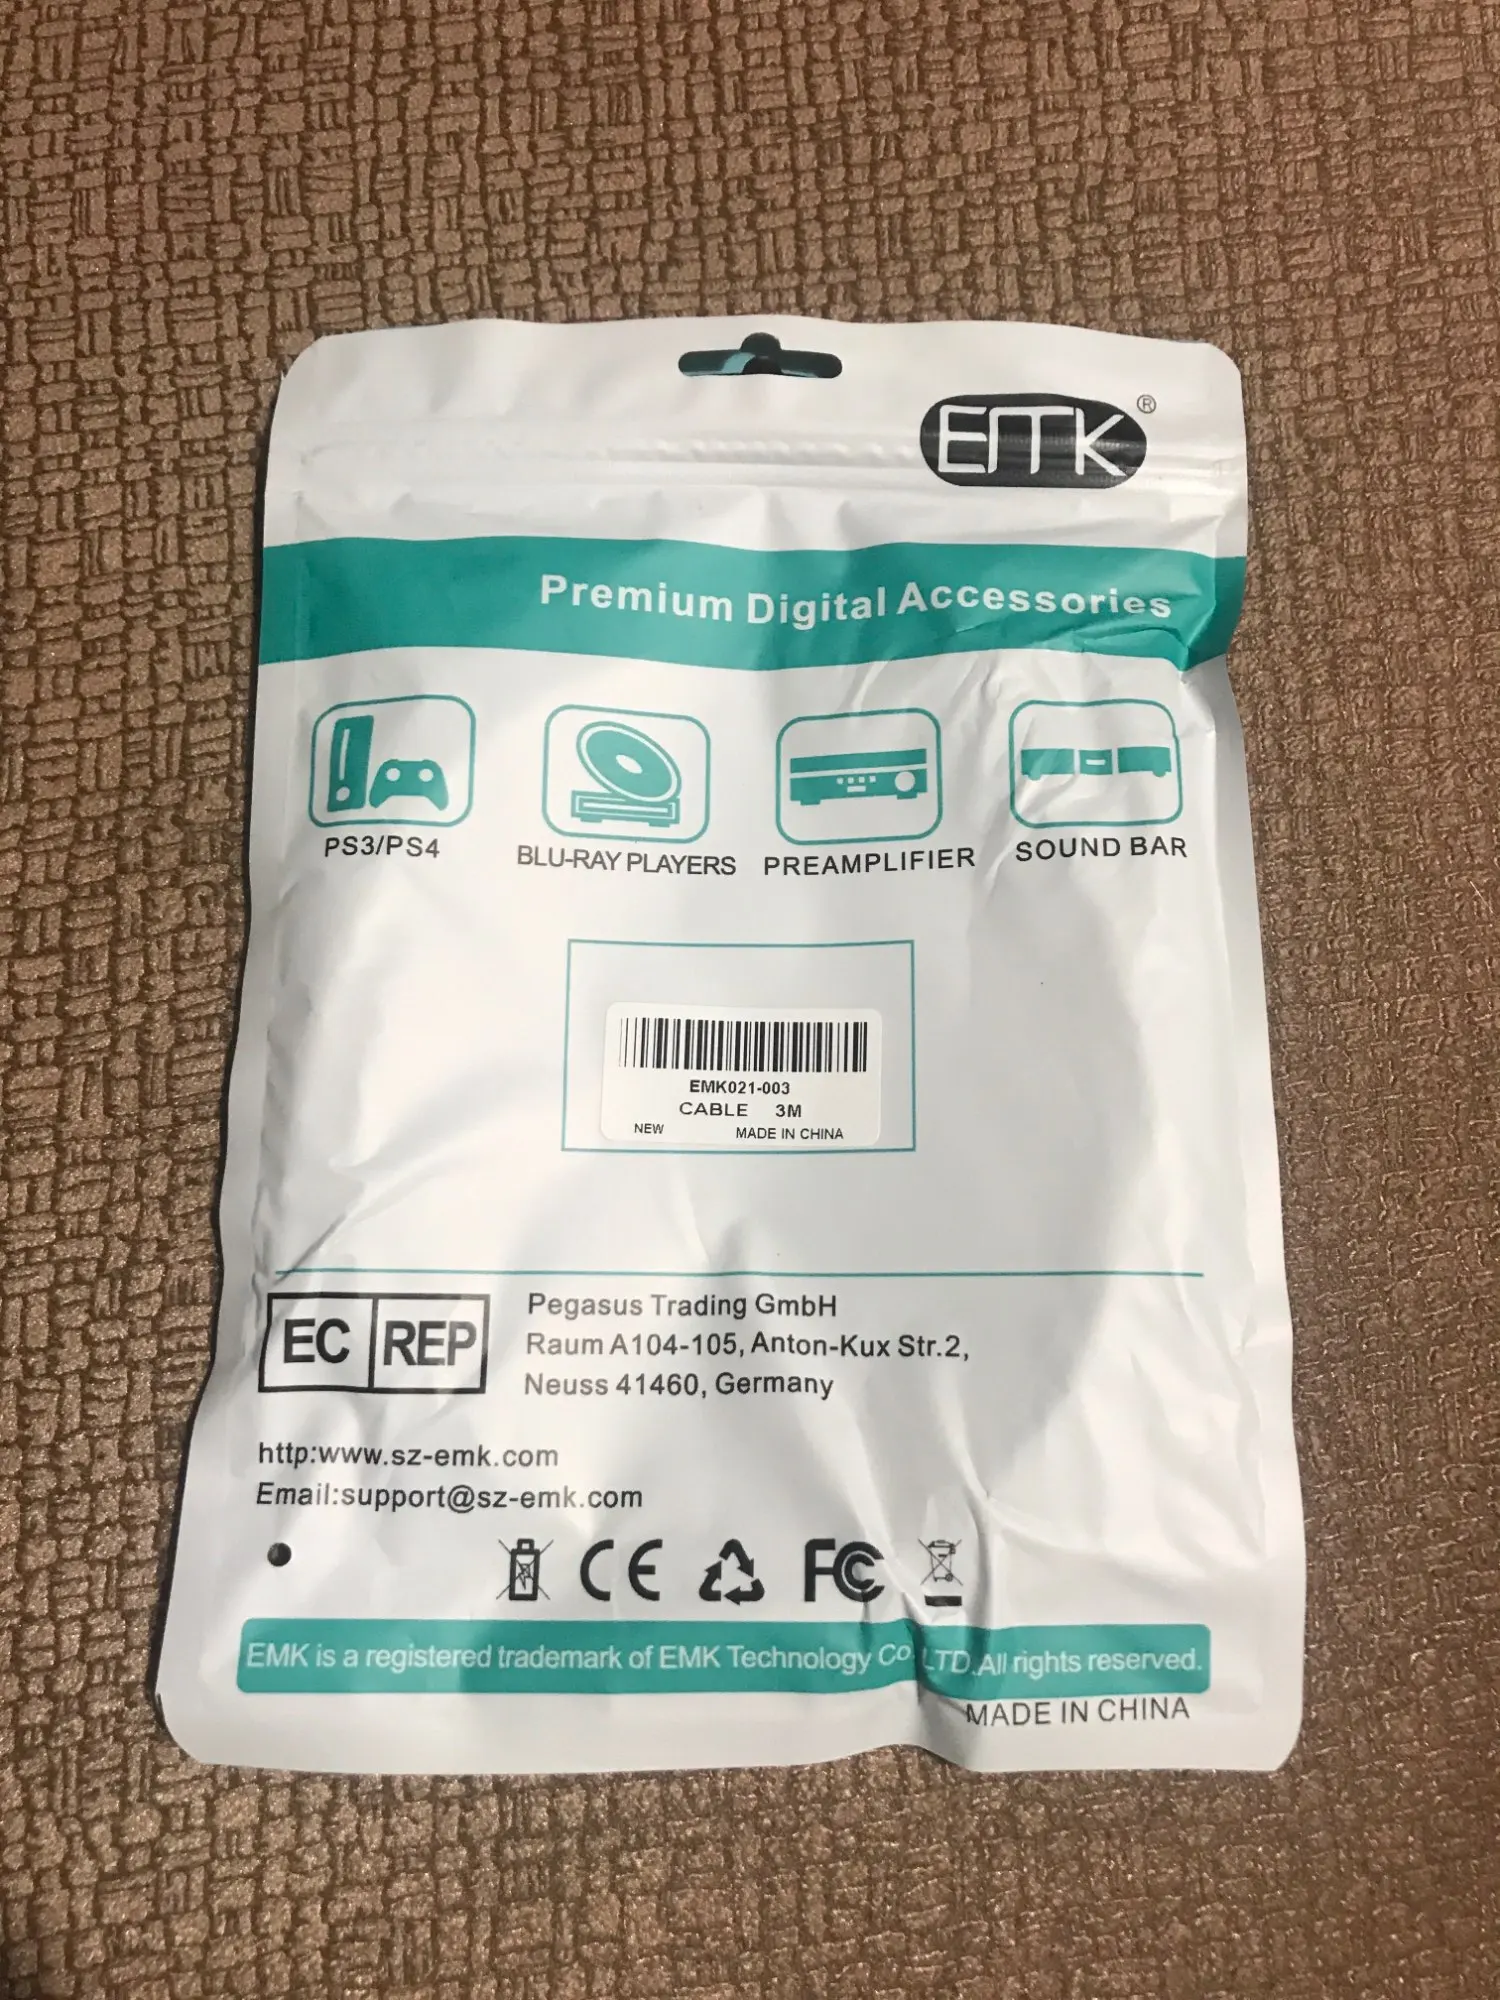 EMK®
Premium Digital Accessories
PS3/PS4
BLU-RAY PLAYERS
PREAMPLIFIER
SOUND BAR
EMK021-003
CABLE 3M
NEW MADE IN CHINA
EC REP
Pegasus Trading GmbH
Raum A104-105, Anton-Kux Str.2,
Neuss 41460, Germany
http:www.sz-emk.com
Email:support@sz-emk.com
CE FC
EMK is a registered trademark of EMK Technology Co.,LTD.All rights reserved.
MADE IN CHINA